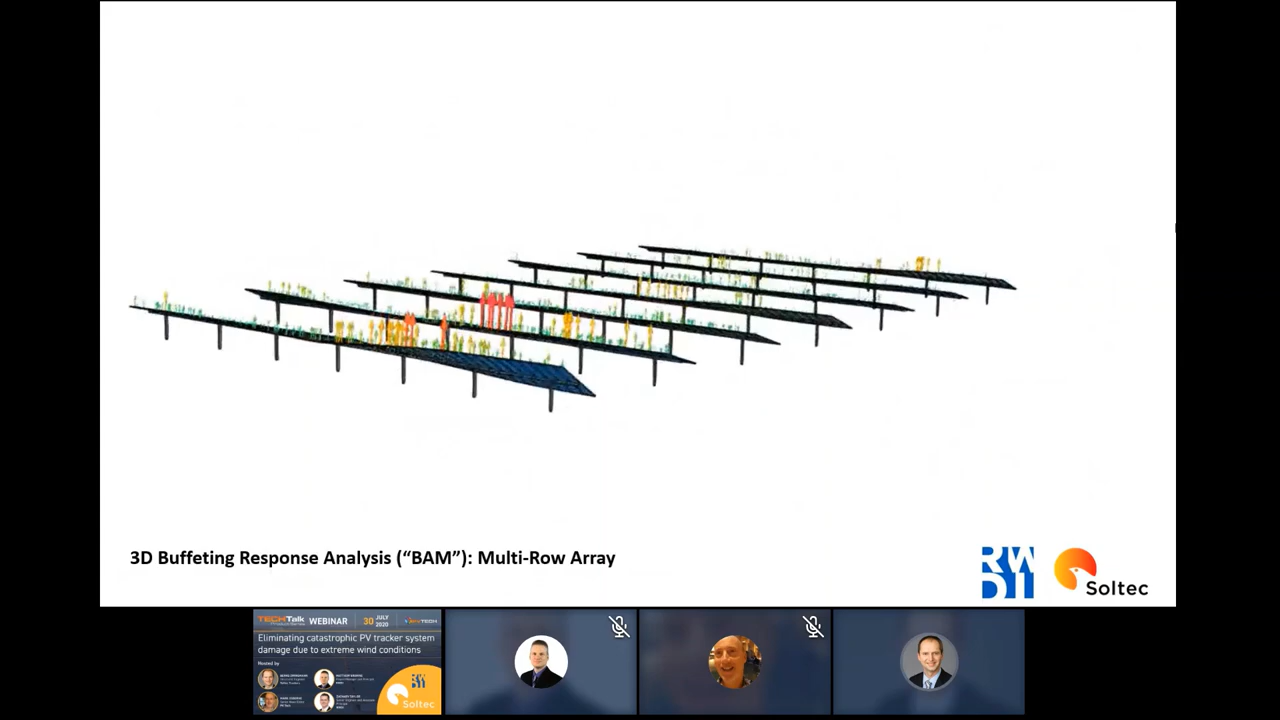 3D Buffeting Response Analysis (“BAM”): Multi-Row Array
RWDI
Soltec
TECHTalk
WEBINAR
30 JULY
2020
Eliminating catastrophic PV tracker system
damage due to extreme wind conditions
Hosted by
Soltec